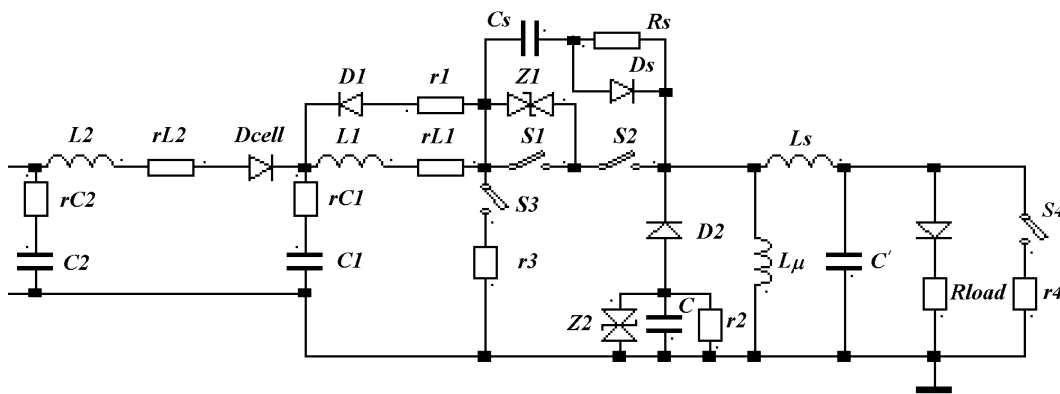 Cs Rs
D1 r1 Z1 Ds
L2 rL2 Dcell L1 rL1 S1 S2 Ls
rC2 rC1 S3 S4
D2
C2 C1 r3 Lμ C′
Z2 C r2 Rload r4